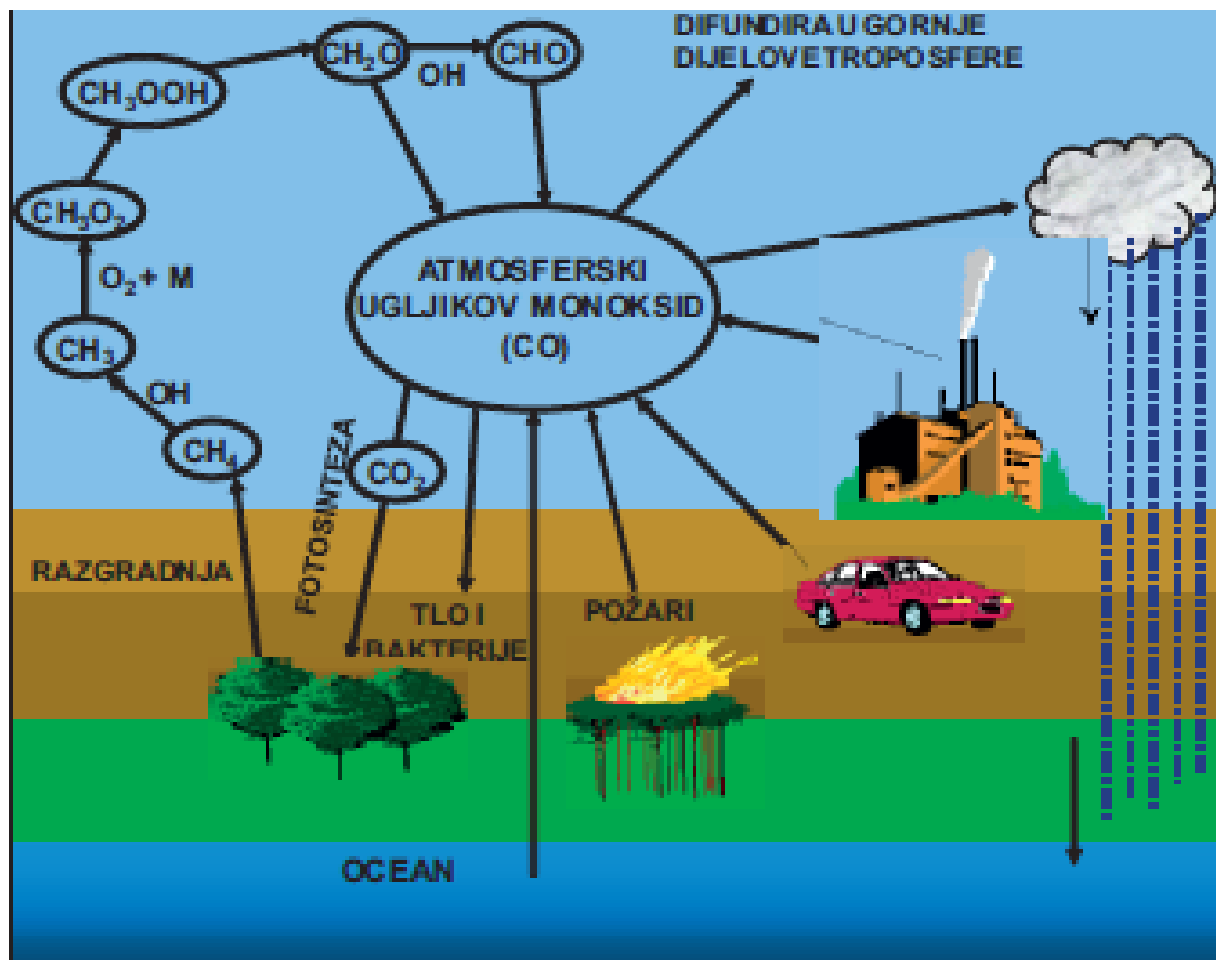 DIFUNDIRA U GORNJE
DIJELOVE TROPOSFERE
CH₂O
OH
CHO
CH₃OOH
CH₃O₂
O₂ + M
CH₃
OH
CH₄
ATMOSFERSKI
UGLJIKOV MONOKSID
(CO)
FOTOSINTEZA
CO₂
RAZGRADNJA
TLO I
BAKTERIJE
POŽARI
OCEAN